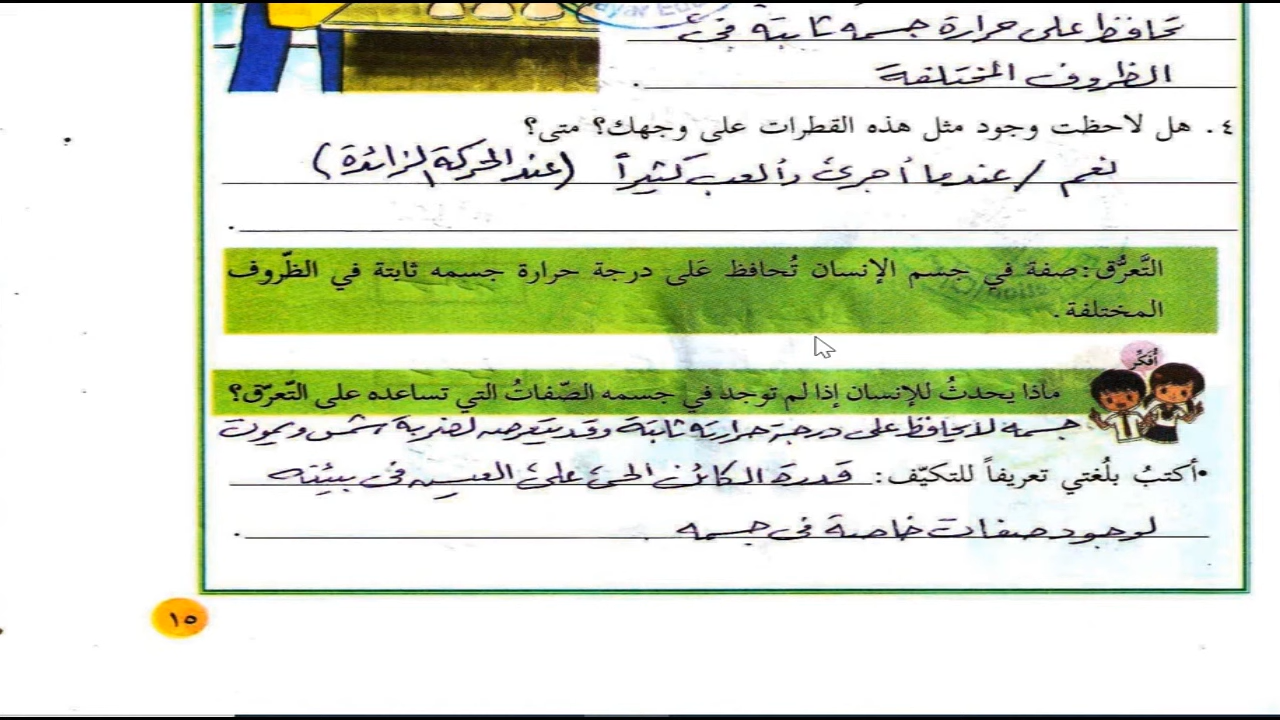 تحافظ على حرارة جسمه ثابتة في
الظروف المختلفة .
٤. هل لاحظت وجود مثل هذه القطرات على وجهك؟ متى؟
نعم / عندما أجري وألعب كثيراً (عند الحركة الزائدة)
التَّعرُّق: صفة في جسم الإنسان تُحافظ عَلى درجة حرارة جسمه ثابتة في الظّروف
المختلفة.
أُفَكِّر
ماذا يحدثُ للإنسان إذا لم توجد في جسمه الصّفاتُ التي تساعده على التّعرّق؟
جسمه لا يحافظ على درجة حرارته ثابتة وقد يتعرض لضربة شمس ويموت
•أكتبُ بلُغتي تعريفاً للتكيّف: قدرة الكائن الحي على العيش في بيئته
لوجود صفات خاصة في جسمه .
١٥